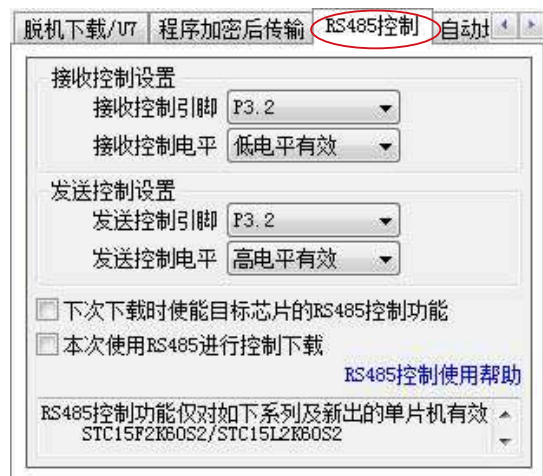 脱机下载/U7 程序加密后传输 RS485控制 自动
接收控制设置
接收控制引脚 P3.2
接收控制电平 低电平有效
发送控制设置
发送控制引脚 P3.2
发送控制电平 高电平有效
下次下载时使能目标芯片的RS485控制功能
本次使用RS485进行控制下载
RS485控制使用帮助
RS485控制功能仅对如下系列及新出的单片机有效
STC15F2K60S2/STC15L2K60S2